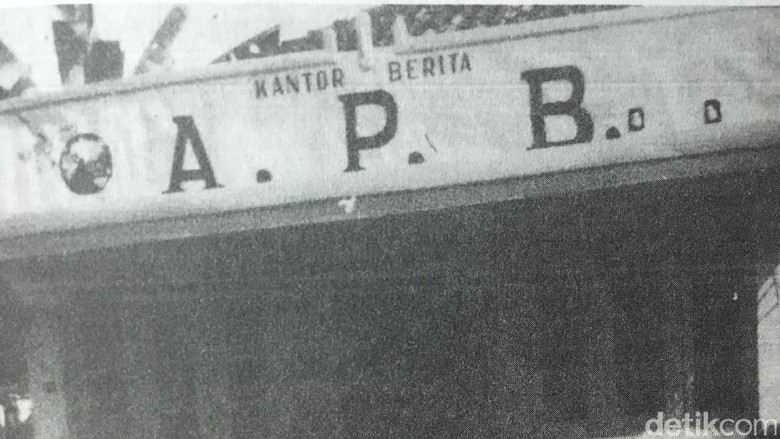 KANTOR BERITA
A. P. B.
detikcom